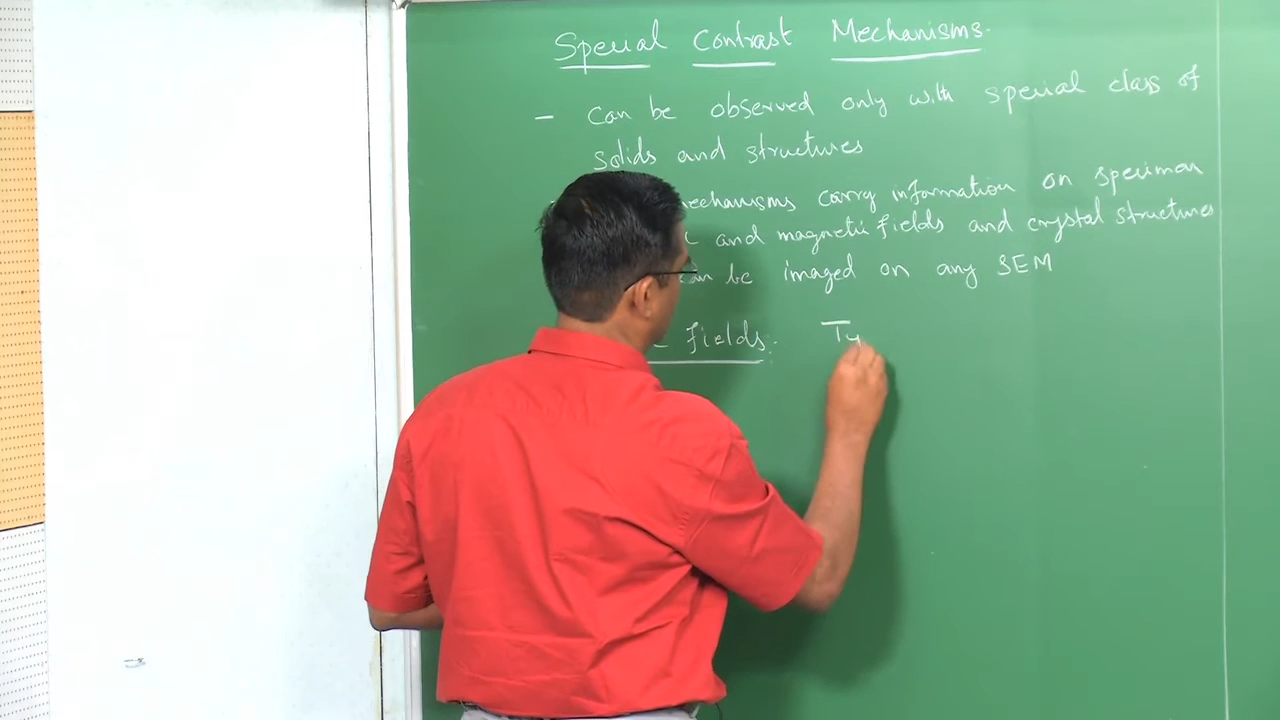 Special Contrast Mechanisms.
- Can be observed only with special class of
solids and structures
mechanisms carry information on specimen
and magnetic fields and crystal structures
can be imaged on any SEM
fields: Ty